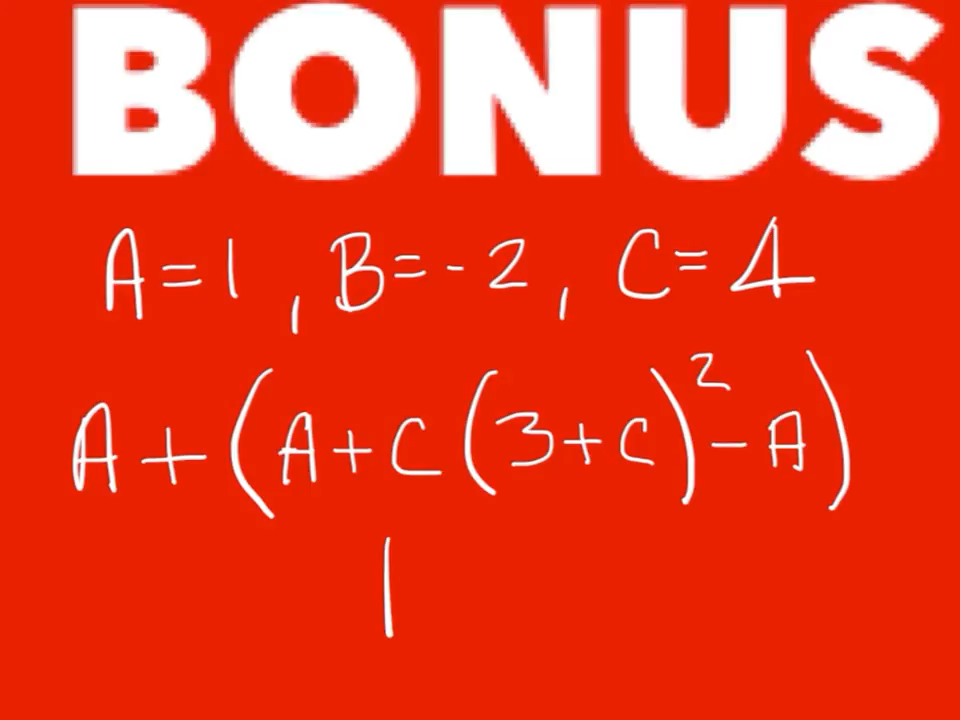 BONUS
A=1, B=-2, C=4
A+(A+C(3+C)²-A)
1